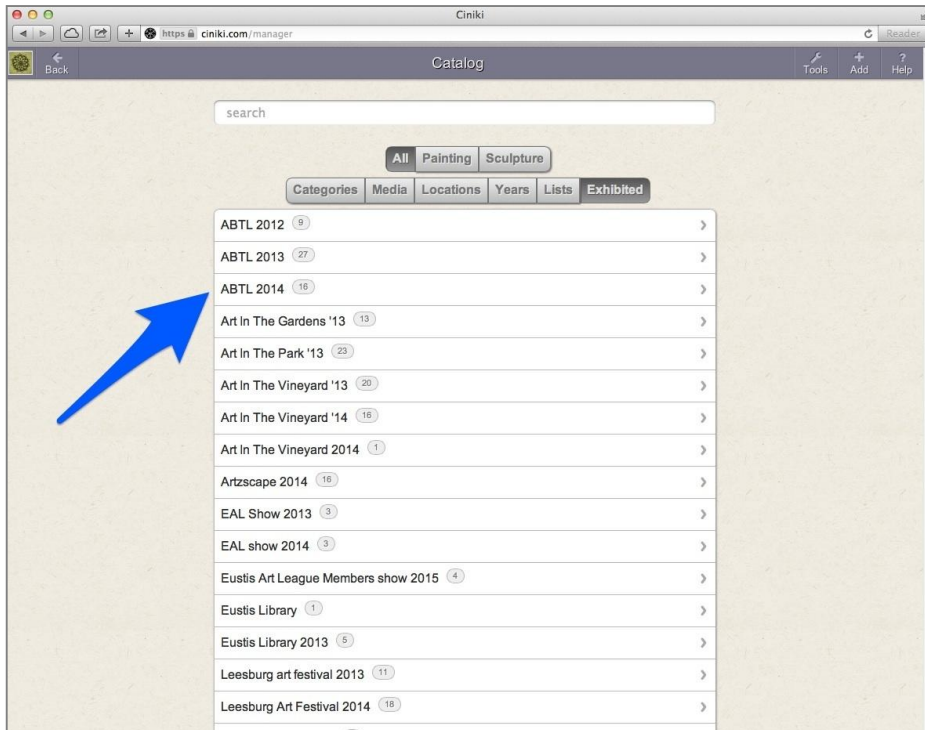 Ciniki
https ciniki.com/manager
Reader
Back
Catalog
Tools
Add
Help
search
All Painting Sculpture
Categories Media Locations Years Lists Exhibited
ABTL 2012 9
ABTL 2013 27
ABTL 2014 16
Art In The Gardens '13 13
Art In The Park '13 23
Art In The Vineyard '13 20
Art In The Vineyard '14 16
Art In The Vineyard 2014 1
Artzscape 2014 16
EAL Show 2013 3
EAL show 2014 3
Eustis Art League Members show 2015 4
Eustis Library 1
Eustis Library 2013 5
Leesburg art festival 2013 11
Leesburg Art Festival 2014 18